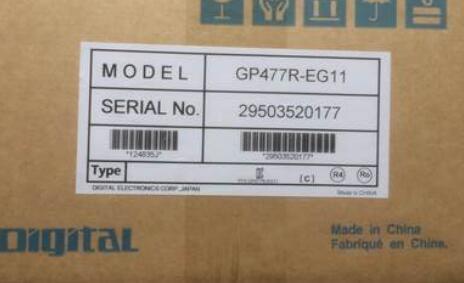 MODEL GP477R-EG11
SERIAL No. 29503520177
*29503520177*
Type (C) R4
DIGITAL ELECTRONICS CORP., JAPAN
Made in CHINA
Digital
Made in China
Fabriqué en Chine.